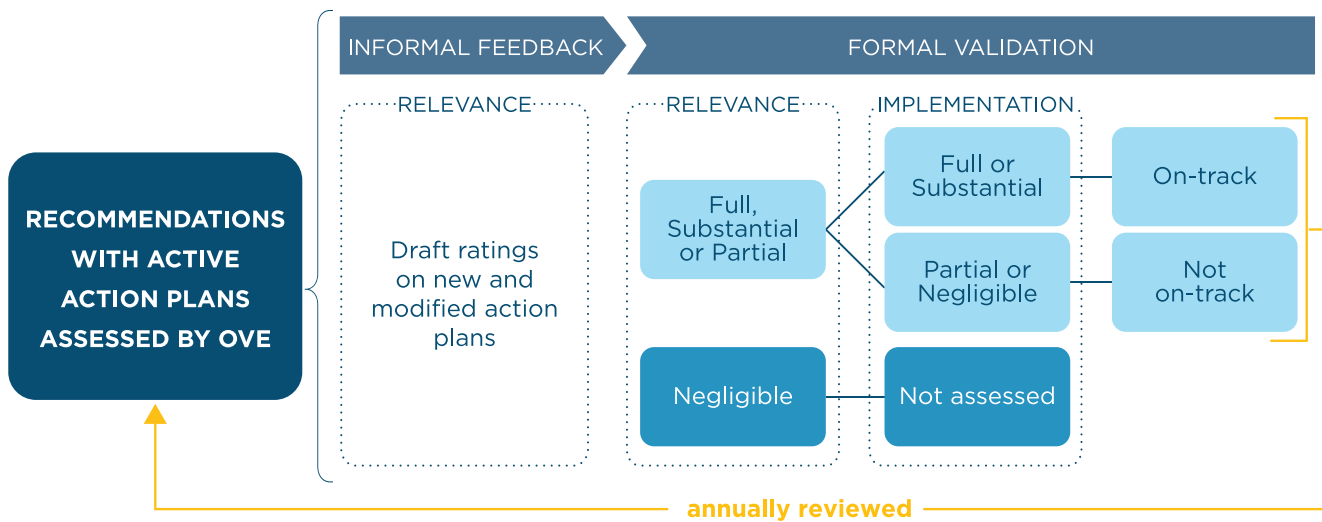 INFORMAL FEEDBACK
FORMAL VALIDATION
RECOMMENDATIONS
WITH ACTIVE
ACTION PLANS
ASSESSED BY OVE
RELEVANCE
Draft ratings
on new and
modified action
plans
RELEVANCE
Full,
Substantial
or Partial
Negligible
IMPLEMENTATION
Full or
Substantial
Partial or
Negligible
Not assessed
On-track
Not
on-track
annually reviewed